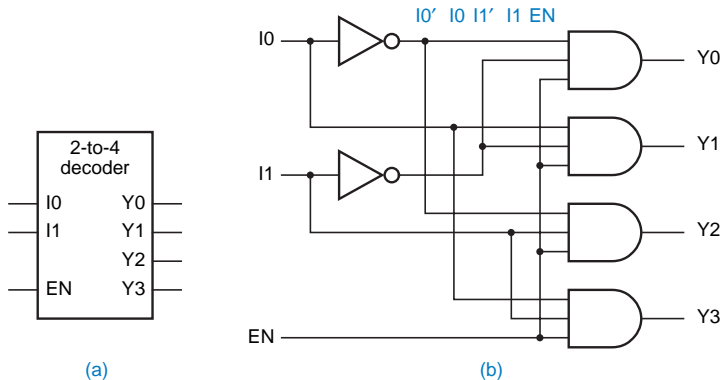 2-to-4
decoder
I0 Y0
I1 Y1
Y2
EN Y3
(a)
I0′ I0 I1′ I1 EN
I0
Y0
Y1
I1
Y2
Y3
EN
(b)